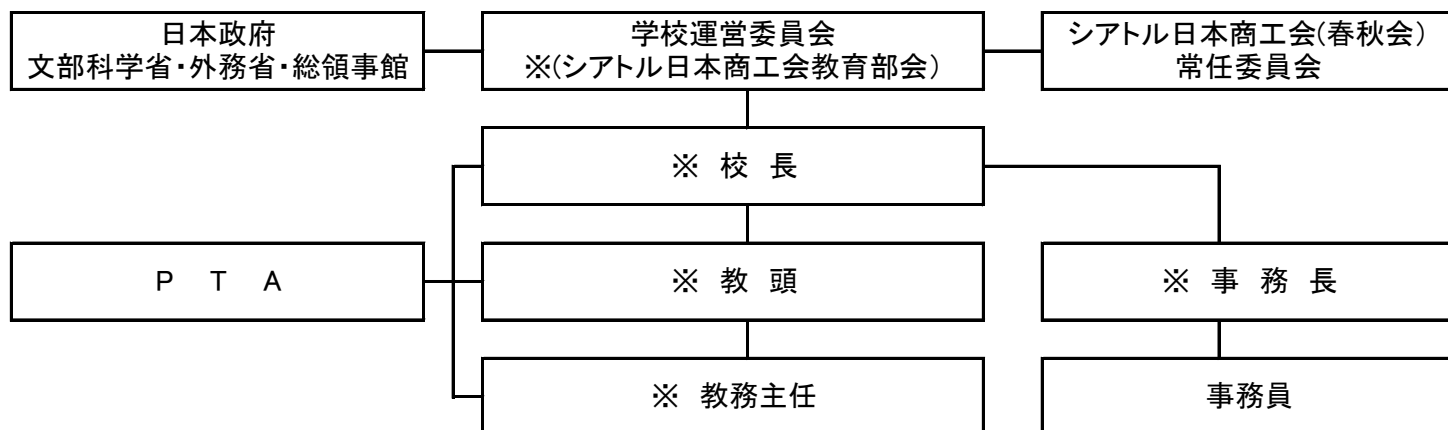 日本政府
文部科学省・外務省・総領事館
学校運営委員会
※(シアトル日本商工会教育部会)
シアトル日本商工会(春秋会)
常任委員会
※ 校 長
P T A
※ 教 頭
※ 事 務 長
※ 教務主任
事務員